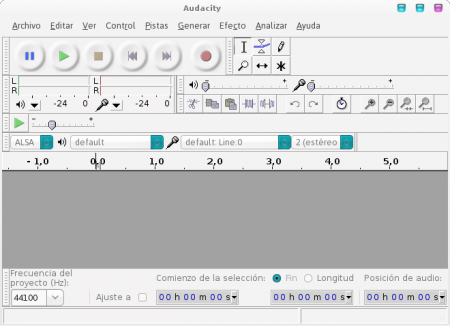 Audacity
Archivo Editar Ver Control Pistas Generar Efecto Analizar Ayuda
L
R
-24 0
L
R
-24 0
- +
- +
- +
ALSA default default: Line:0 2 (estéreo
- 1,0 0,0 1,0 2,0 3,0 4,0 5,0
Frecuencia del
proyecto (Hz):
Comienzo de la selección: Fin Longitud Posición de audio:
44100 Ajuste a 00 h 00 m 00 s 00 h 00 m 00 s 00 h 00 m 00 s